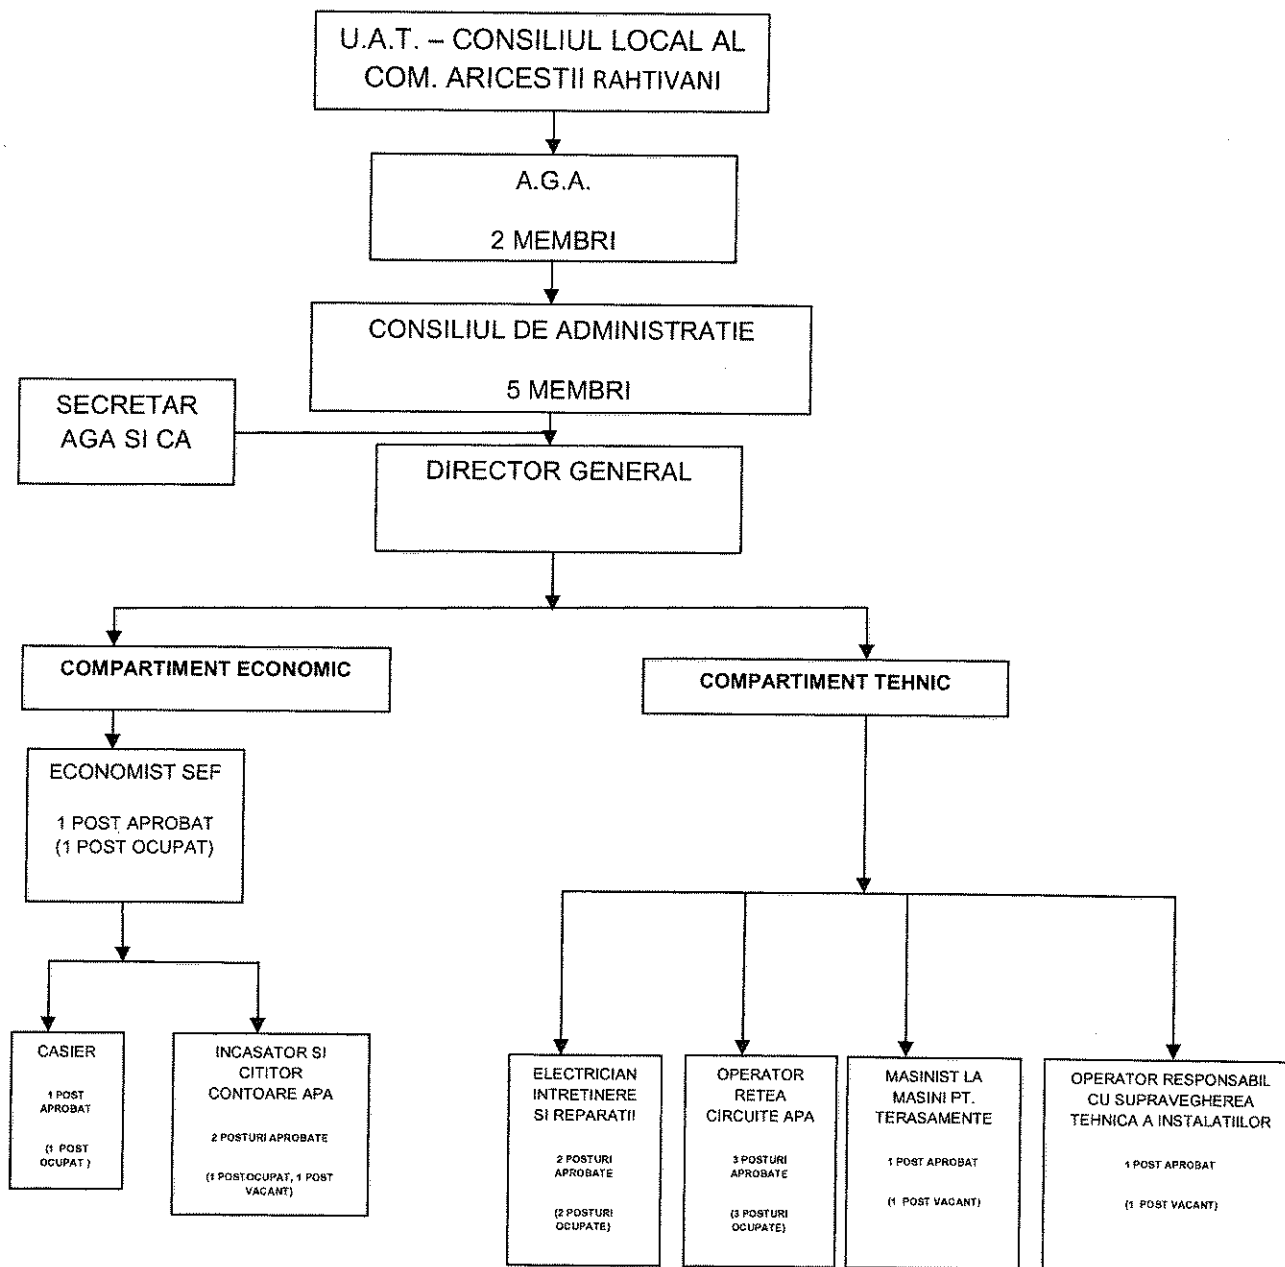 U.A.T. – CONSILIUL LOCAL AL
COM. ARICESTII RAHTIVANI
A.G.A.
2 MEMBRI
CONSILIUL DE ADMINISTRATIE
5 MEMBRI
SECRETAR
AGA SI CA
DIRECTOR GENERAL
COMPARTIMENT ECONOMIC
COMPARTIMENT TEHNIC
ECONOMIST SEF
1 POST APROBAT
(1 POST OCUPAT)
CASIER
1 POST
APROBAT
(1 POST
OCUPAT )
INCASATOR SI
CITITOR
CONTOARE APA
2 POSTURI APROBATE
(1 POST OCUPAT, 1 POST
VACANT)
ELECTRICIAN
INTRETINERE
SI REPARATII
2 POSTURI
APROBATE
(2 POSTURI
OCUPATE)
OPERATOR
RETEA
CIRCUITE APA
3 POSTURI
APROBATE
(3 POSTURI
OCUPATE)
MASINIST LA
MASINI PT.
TERASAMENTE
1 POST APROBAT
(1 POST VACANT)
OPERATOR RESPONSABIL
CU SUPRAVEGHEREA
TEHNICA A INSTALATIILOR
1 POST APROBAT
(1 POST VACANT)